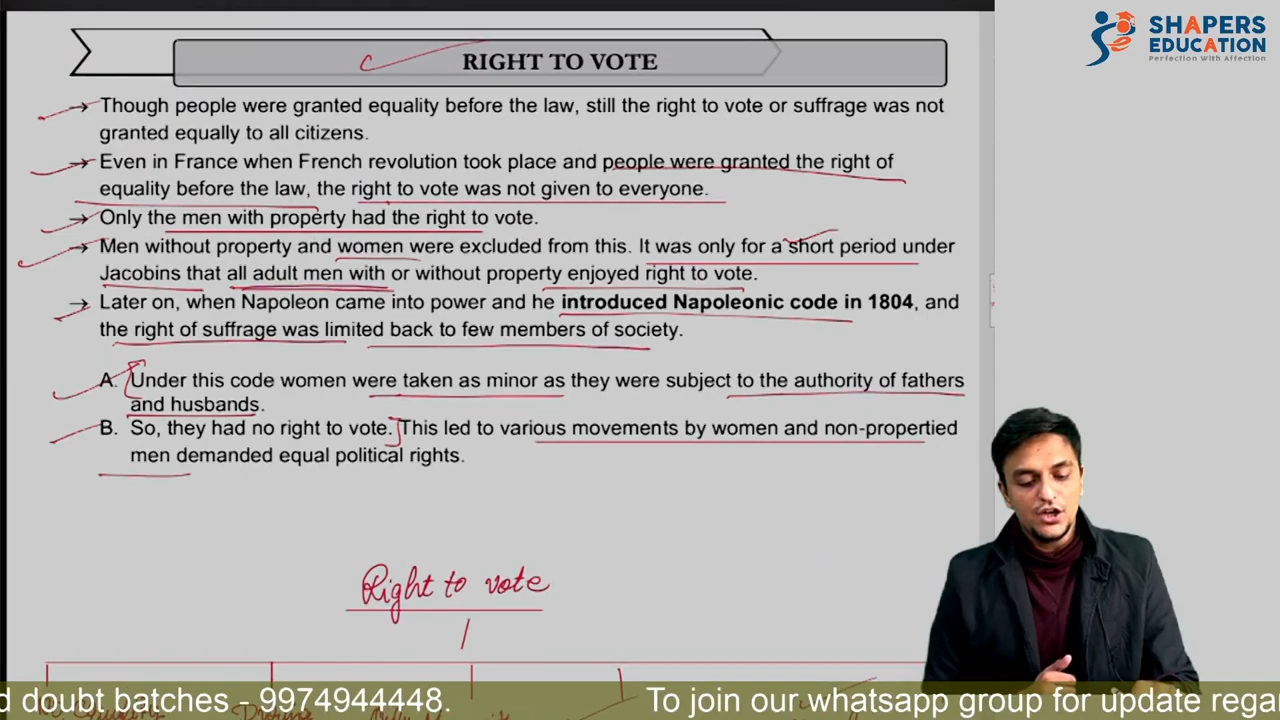 SHAPERS
EDUCATION
Perfection With Affection
RIGHT TO VOTE
→ Though people were granted equality before the law, still the right to vote or suffrage was not
granted equally to all citizens.
→ Even in France when French revolution took place and people were granted the right of
equality before the law, the right to vote was not given to everyone.
→ Only the men with property had the right to vote.
→ Men without property and women were excluded from this. It was only for a short period under
Jacobins that all adult men with or without property enjoyed right to vote.
→ Later on, when Napoleon came into power and he introduced Napoleonic code in 1804, and
the right of suffrage was limited back to few members of society.
A. Under this code women were taken as minor as they were subject to the authority of fathers
and husbands.
B. So, they had no right to vote. This led to various movements by women and non-propertied
men demanded equal political rights.
Right to vote
d doubt batches - 9974944448. To join our whatsapp group for update rega